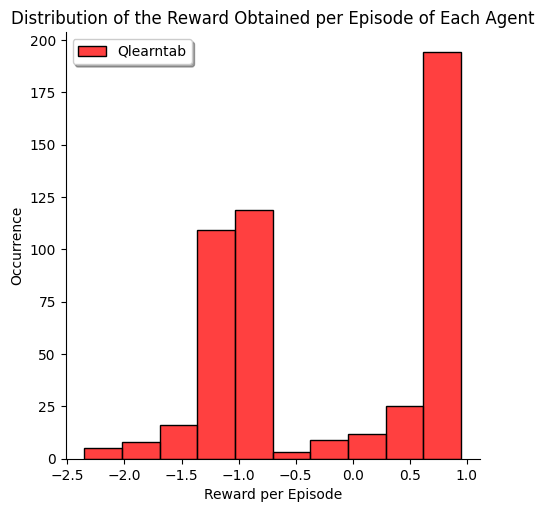 Distribution of the Reward Obtained per Episode of Each Agent
Qlearntab
200
175
150
125
100
75
50
25
0
Occurrence
−2.5 −2.0 −1.5 −1.0 −0.5 0.0 0.5 1.0
Reward per Episode